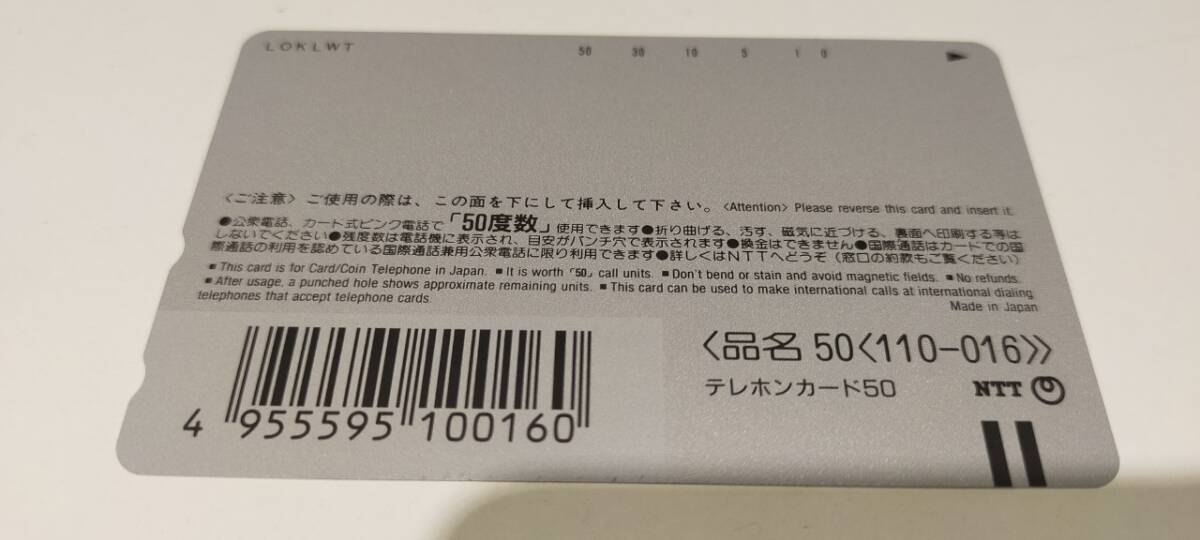 LOKLWT
50 30 10 5 1 0
〈ご注意〉ご使用の際は、この面を下にして挿入して下さい。〈Attention〉Please reverse this card and insert it.
●公衆電話、カード式ピンク電話で「50度数」使用できます●折り曲げる、汚す、磁気に近づける、裏面へ印刷する等は
しないでください●残度数は電話機に表示され、目安がパンチ穴で表示されます●換金はできません●国際通話はカードでの国
際通話の利用を認めている国際通話兼用公衆電話に限り利用できます●詳しくはNTTへどうぞ（窓口の約款もご覧ください）
■This card is for Card/Coin Telephone in Japan. ■It is worth「50」call units. ■Don't bend or stain and avoid magnetic fields. ■No refunds.
■After usage, a punched hole shows approximate remaining units. ■This card can be used to make international calls at international dialing
telephones that accept telephone cards.
Made in Japan
〈品名 50〈110-016〉〉
テレホンカード50
NTT
4 955595 100160